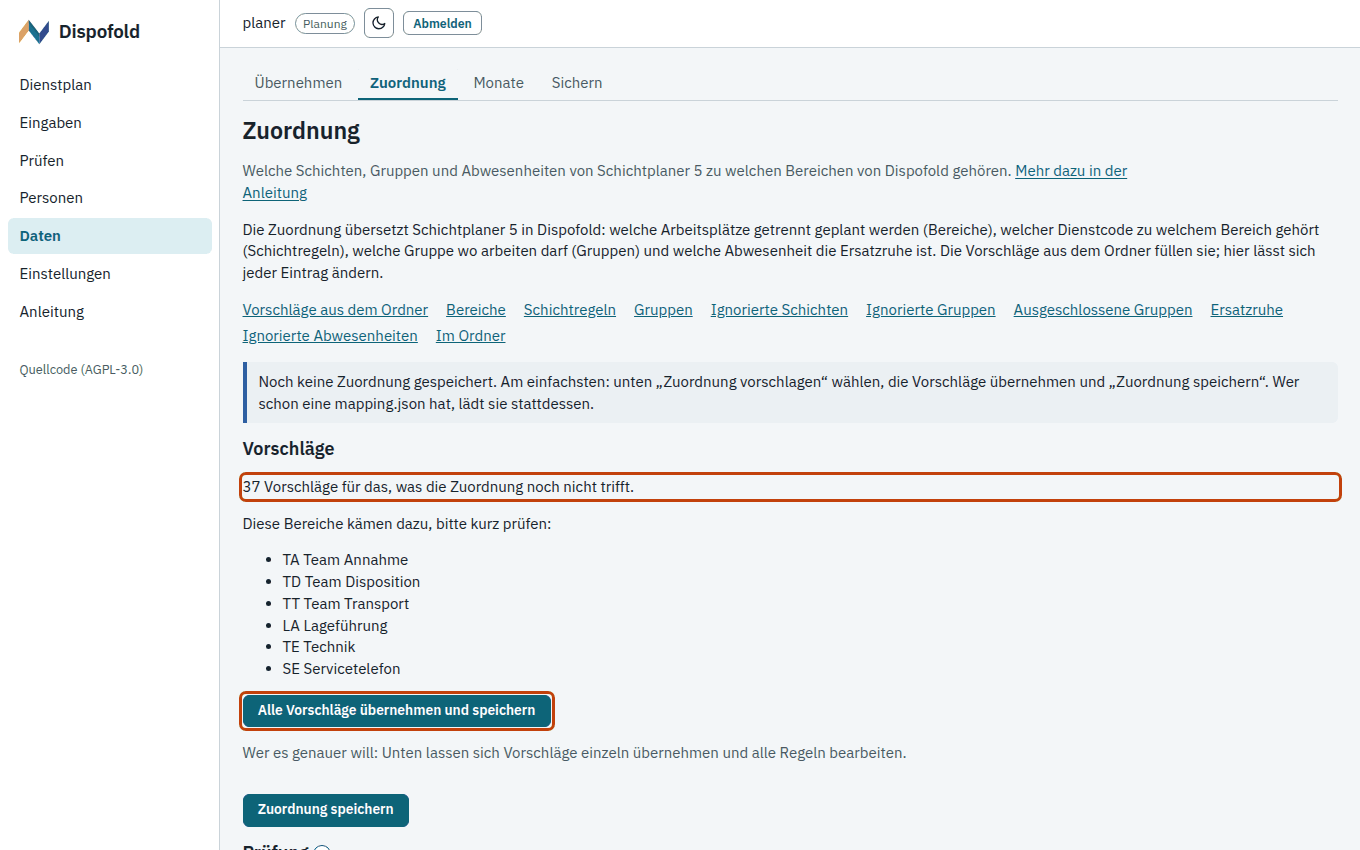 Dispofold
Dienstplan
Eingaben
Prüfen
Personen
Daten
Einstellungen
Anleitung
Quellcode (AGPL-3.0)
planer Planung Abmelden
Übernehmen Zuordnung Monate Sichern
Zuordnung
Welche Schichten, Gruppen und Abwesenheiten von Schichtplaner 5 zu welchen Bereichen von Dispofold gehören. Mehr dazu in der
Anleitung
Die Zuordnung übersetzt Schichtplaner 5 in Dispofold: welche Arbeitsplätze getrennt geplant werden (Bereiche), welcher Dienstcode zu welchem Bereich gehört
(Schichtregeln), welche Gruppe wo arbeiten darf (Gruppen) und welche Abwesenheit die Ersatzruhe ist. Die Vorschläge aus dem Ordner füllen sie; hier lässt sich
jeder Eintrag ändern.
Vorschläge aus dem Ordner Bereiche Schichtregeln Gruppen Ignorierte Schichten Ignorierte Gruppen Ausgeschlossene Gruppen Ersatzruhe
Ignorierte Abwesenheiten Im Ordner
Noch keine Zuordnung gespeichert. Am einfachsten: unten „Zuordnung vorschlagen“ wählen, die Vorschläge übernehmen und „Zuordnung speichern“. Wer
schon eine mapping.json hat, lädt sie stattdessen.
Vorschläge
37 Vorschläge für das, was die Zuordnung noch nicht trifft.
Diese Bereiche kämen dazu, bitte kurz prüfen:
TA Team Annahme
TD Team Disposition
TT Team Transport
LA Lageführung
TE Technik
SE Servicetelefon
Alle Vorschläge übernehmen und speichern
Wer es genauer will: Unten lassen sich Vorschläge einzeln übernehmen und alle Regeln bearbeiten.
Zuordnung speichern